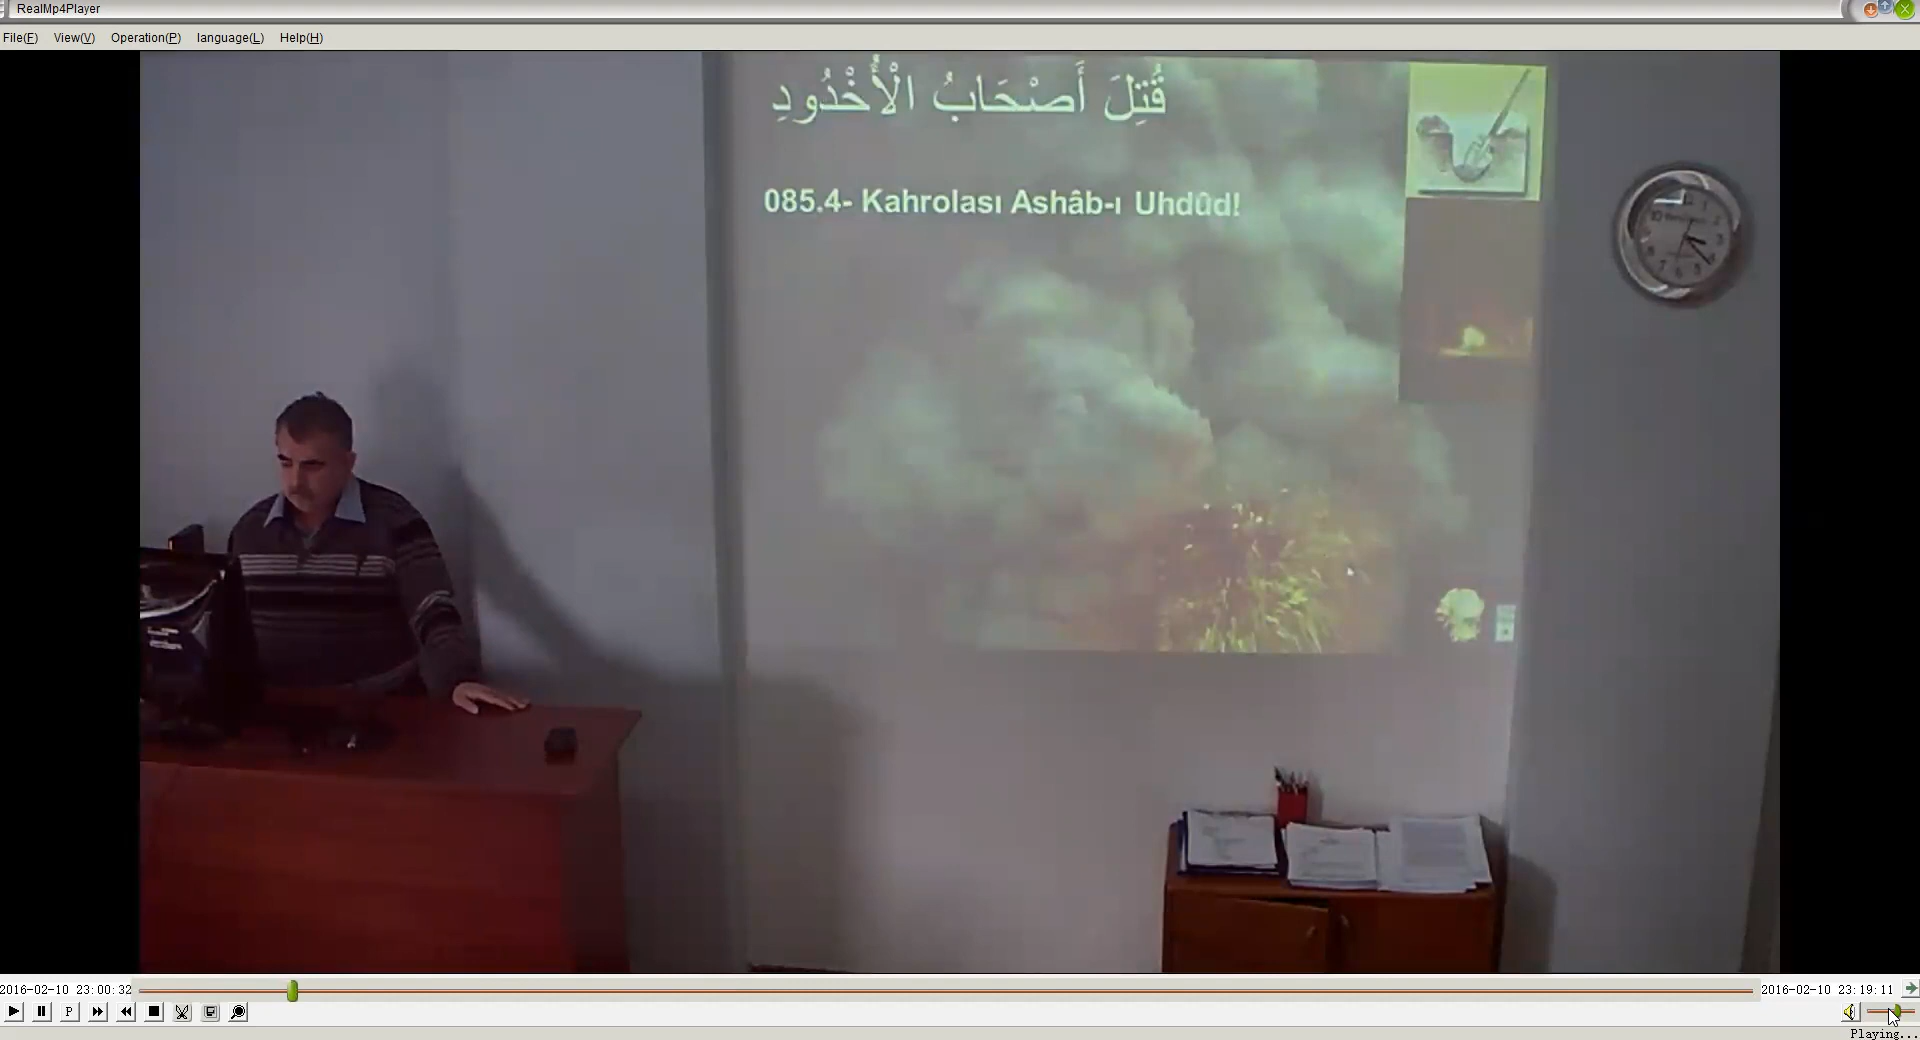 RealMp4Player
File(F) View(V) Operation(P) language(L) Help(H)
قُتِلَ أَصْحَابُ الْأُخْدُودِ
085.4- Kahrolası Ashâb-ı Uhdûd!
2016-02-10 23:00:32
2016-02-10 23:19:11
P
Playing...